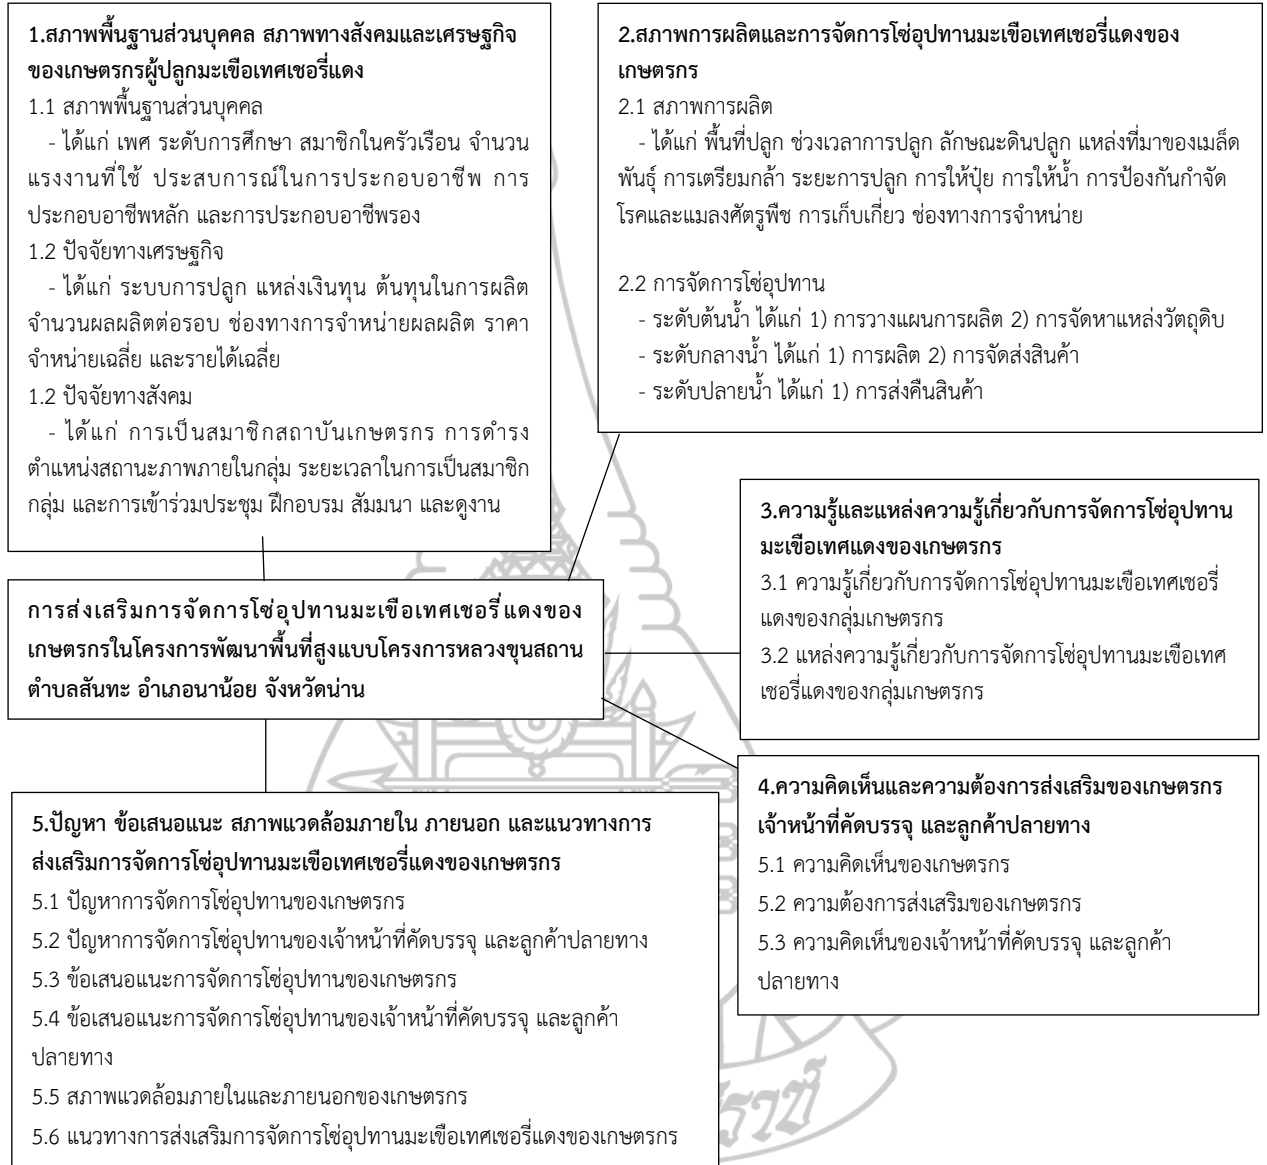 1.สภาพพื้นฐานส่วนบุคคล สภาพทางสังคมและเศรษฐกิจ
ของเกษตรกรผู้ปลูกมะเขือเทศเชอรี่แดง
1.1 สภาพพื้นฐานส่วนบุคคล
- ได้แก่ เพศ ระดับการศึกษา สมาชิกในครัวเรือน จำนวน
แรงงานที่ใช้ ประสบการณ์ในการประกอบอาชีพ การ
ประกอบอาชีพหลัก และการประกอบอาชีพรอง
1.2 ปัจจัยทางเศรษฐกิจ
- ได้แก่ ระบบการปลูก แหล่งเงินทุน ต้นทุนในการผลิต
จำนวนผลผลิตต่อรอบ ช่องทางการจำหน่ายผลผลิต ราคา
จำหน่ายเฉลี่ย และรายได้เฉลี่ย
1.2 ปัจจัยทางสังคม
- ได้แก่ การเป็นสมาชิกสถาบันเกษตรกร การดำรง
ตำแหน่งสถานะภาพภายในกลุ่ม ระยะเวลาในการเป็นสมาชิก
กลุ่ม และการเข้าร่วมประชุม ฝึกอบรม สัมมนา และดูงาน
2.สภาพการผลิตและการจัดการโซ่อุปทานมะเขือเทศเชอรี่แดงของ
เกษตรกร
2.1 สภาพการผลิต
- ได้แก่ พื้นที่ปลูก ช่วงเวลาการปลูก ลักษณะดินปลูก แหล่งที่มาของเมล็ด
พันธุ์ การเตรียมกล้า ระยะการปลูก การให้ปุ๋ย การให้น้ำ การป้องกันกำจัด
โรคและแมลงศัตรูพืช การเก็บเกี่ยว ช่องทางการจำหน่าย
2.2 การจัดการโซ่อุปทาน
- ระดับต้นน้ำ ได้แก่ 1) การวางแผนการผลิต 2) การจัดหาแหล่งวัตถุดิบ
- ระดับกลางน้ำ ได้แก่ 1) การผลิต 2) การจัดส่งสินค้า
- ระดับปลายน้ำ ได้แก่ 1) การส่งคืนสินค้า
การส่งเสริมการจัดการโซ่อุปทานมะเขือเทศเชอรี่แดงของ
เกษตรกรในโครงการพัฒนาพื้นที่สูงแบบโครงการหลวงขุนสถาน
ตำบลสันทะ อำเภอนาน้อย จังหวัดน่าน
3.ความรู้และแหล่งความรู้เกี่ยวกับการจัดการโซ่อุปทาน
มะเขือเทศแดงของเกษตรกร
3.1 ความรู้เกี่ยวกับการจัดการโซ่อุปทานมะเขือเทศเชอรี่
แดงของกลุ่มเกษตรกร
3.2 แหล่งความรู้เกี่ยวกับการจัดการโซ่อุปทานมะเขือเทศ
เชอรี่แดงของกลุ่มเกษตรกร
4.ความคิดเห็นและความต้องการส่งเสริมของเกษตรกร
เจ้าหน้าที่คัดบรรจุ และลูกค้าปลายทาง
5.1 ความคิดเห็นของเกษตรกร
5.2 ความต้องการส่งเสริมของเกษตรกร
5.3 ความคิดเห็นของเจ้าหน้าที่คัดบรรจุ และลูกค้า
ปลายทาง
5.ปัญหา ข้อเสนอแนะ สภาพแวดล้อมภายใน ภายนอก และแนวทางการ
ส่งเสริมการจัดการโซ่อุปทานมะเขือเทศเชอรี่แดงของเกษตรกร
5.1 ปัญหาการจัดการโซ่อุปทานของเกษตรกร
5.2 ปัญหาการจัดการโซ่อุปทานของเจ้าหน้าที่คัดบรรจุ และลูกค้าปลายทาง
5.3 ข้อเสนอแนะการจัดการโซ่อุปทานของเกษตรกร
5.4 ข้อเสนอแนะการจัดการโซ่อุปทานของเจ้าหน้าที่คัดบรรจุ และลูกค้า
ปลายทาง
5.5 สภาพแวดล้อมภายในและภายนอกของเกษตรกร
5.6 แนวทางการส่งเสริมการจัดการโซ่อุปทานมะเขือเทศเชอรี่แดงของเกษตรกร